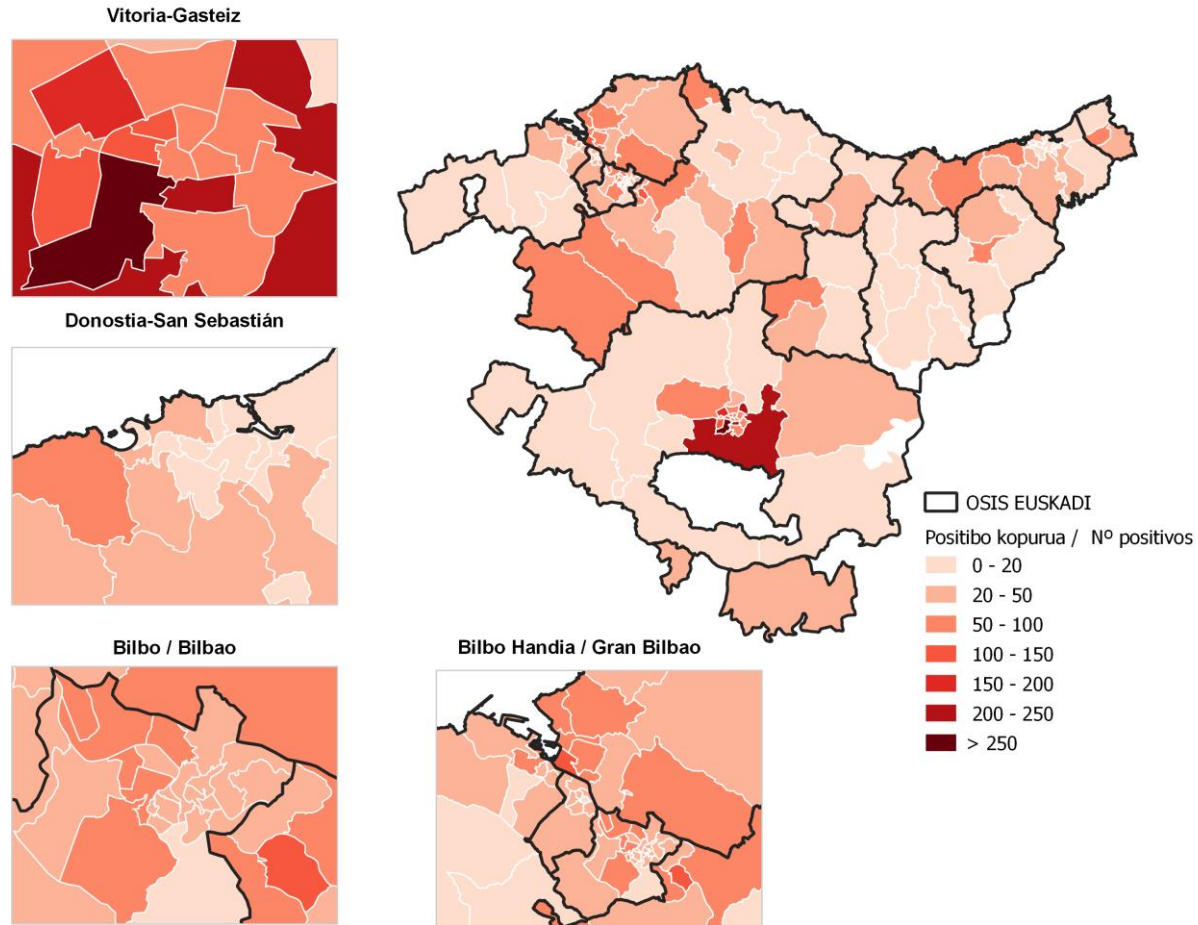 Vitoria-Gasteiz
Donostia-San Sebastián
Bilbo / Bilbao
Bilbo Handia / Gran Bilbao
OSIS EUSKADI
Positibo kopurua / Nº positivos
0 - 20
20 - 50
50 - 100
100 - 150
150 - 200
200 - 250
> 250